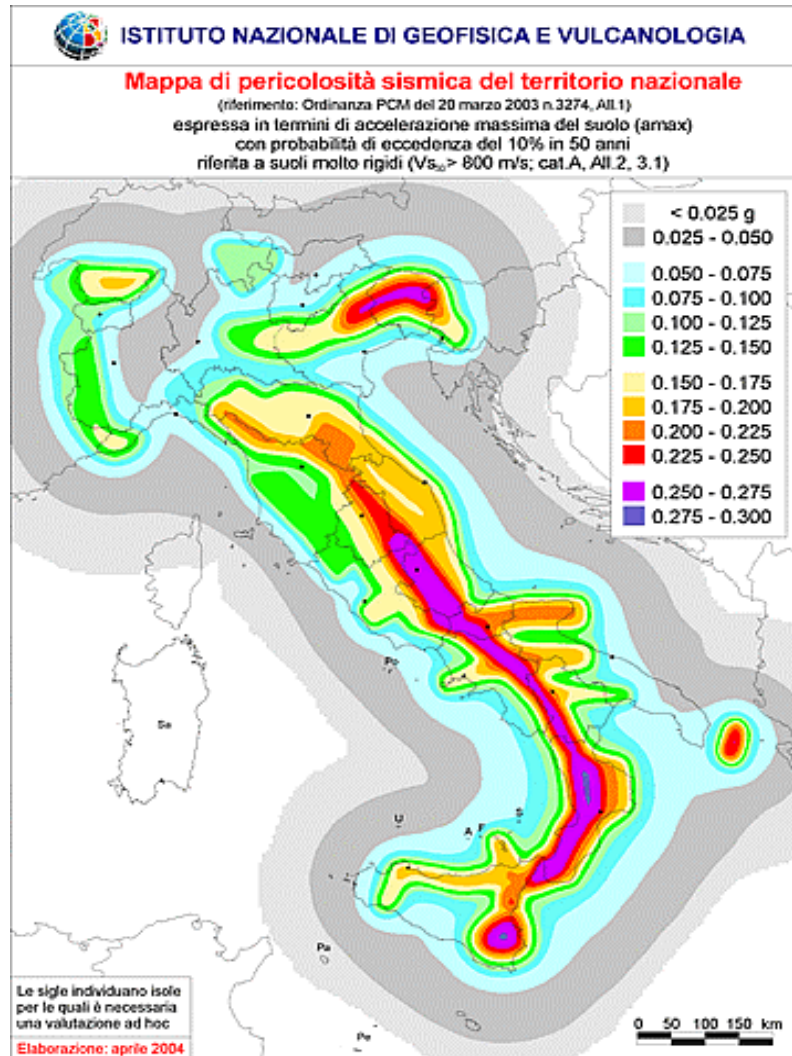 ISTITUTO NAZIONALE DI GEOFISICA E VULCANOLOGIA
Mappa di pericolosità sismica del territorio nazionale
(riferimento: Ordinanza PCM del 20 marzo 2003 n.3274, All.1)
espressa in termini di accelerazione massima del suolo (amax)
con probabilità di eccedenza del 10% in 50 anni
riferita a suoli molto rigidi (Vs₃₀> 800 m/s; cat.A, All.2, 3.1)
< 0.025 g
0.025 - 0.050
0.050 - 0.075
0.075 - 0.100
0.100 - 0.125
0.125 - 0.150
0.150 - 0.175
0.175 - 0.200
0.200 - 0.225
0.225 - 0.250
0.250 - 0.275
0.275 - 0.300
Po
Sa
U
A
F
S
Pa
Pe
Le sigle individuano isole
per le quali è necessaria
una valutazione ad hoc
Elaborazione: aprile 2004
0 50 100 150 km